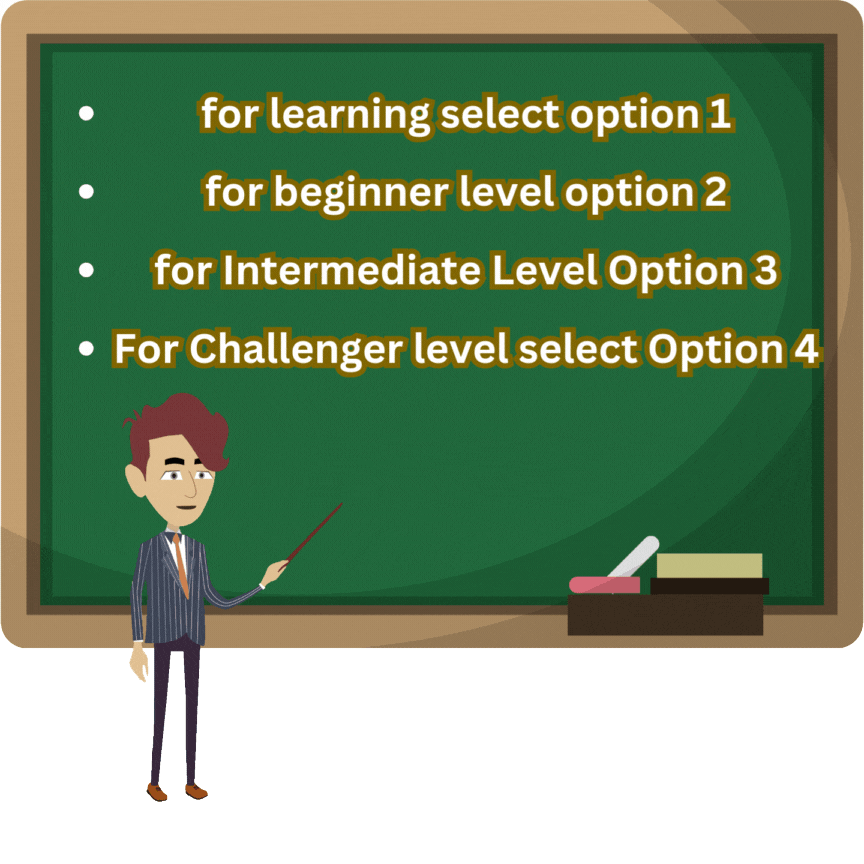 for learning select option 1
for beginner level option 2
for Intermediate Level Option 3
For Challenger level select Option 4